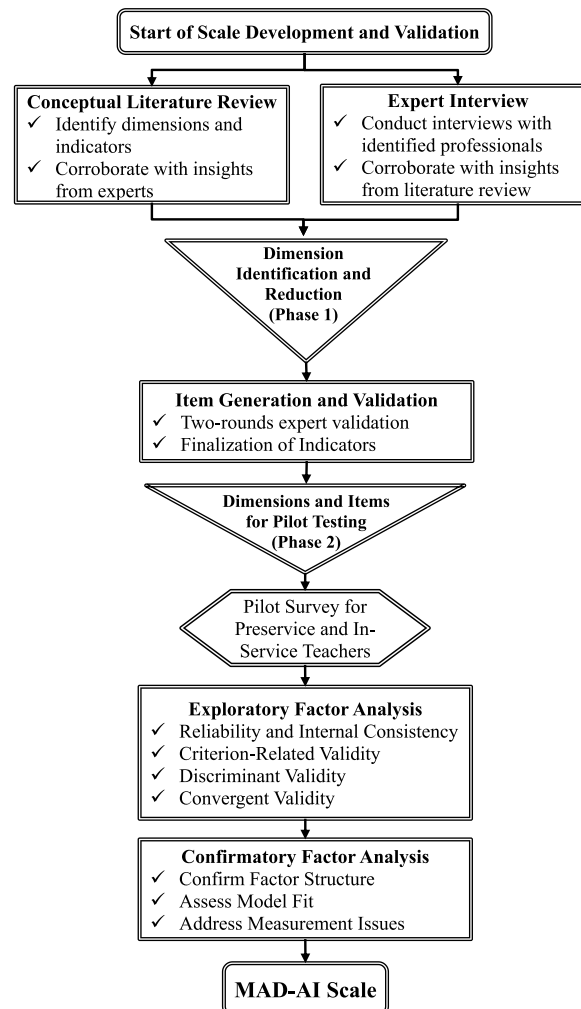 Start of Scale Development and Validation
Conceptual Literature Review
✓ Identify dimensions and
indicators
✓ Corroborate with insights
from experts
Expert Interview
✓ Conduct interviews with
identified professionals
✓ Corroborate with insights
from literature review
Dimension
Identification and
Reduction
(Phase 1)
Item Generation and Validation
✓ Two-rounds expert validation
✓ Finalization of Indicators
Dimensions and Items
for Pilot Testing
(Phase 2)
Pilot Survey for
Preservice and In-
Service Teachers
Exploratory Factor Analysis
✓ Reliability and Internal Consistency
✓ Criterion-Related Validity
✓ Discriminant Validity
✓ Convergent Validity
Confirmatory Factor Analysis
✓ Confirm Factor Structure
✓ Assess Model Fit
✓ Address Measurement Issues
MAD-AI Scale